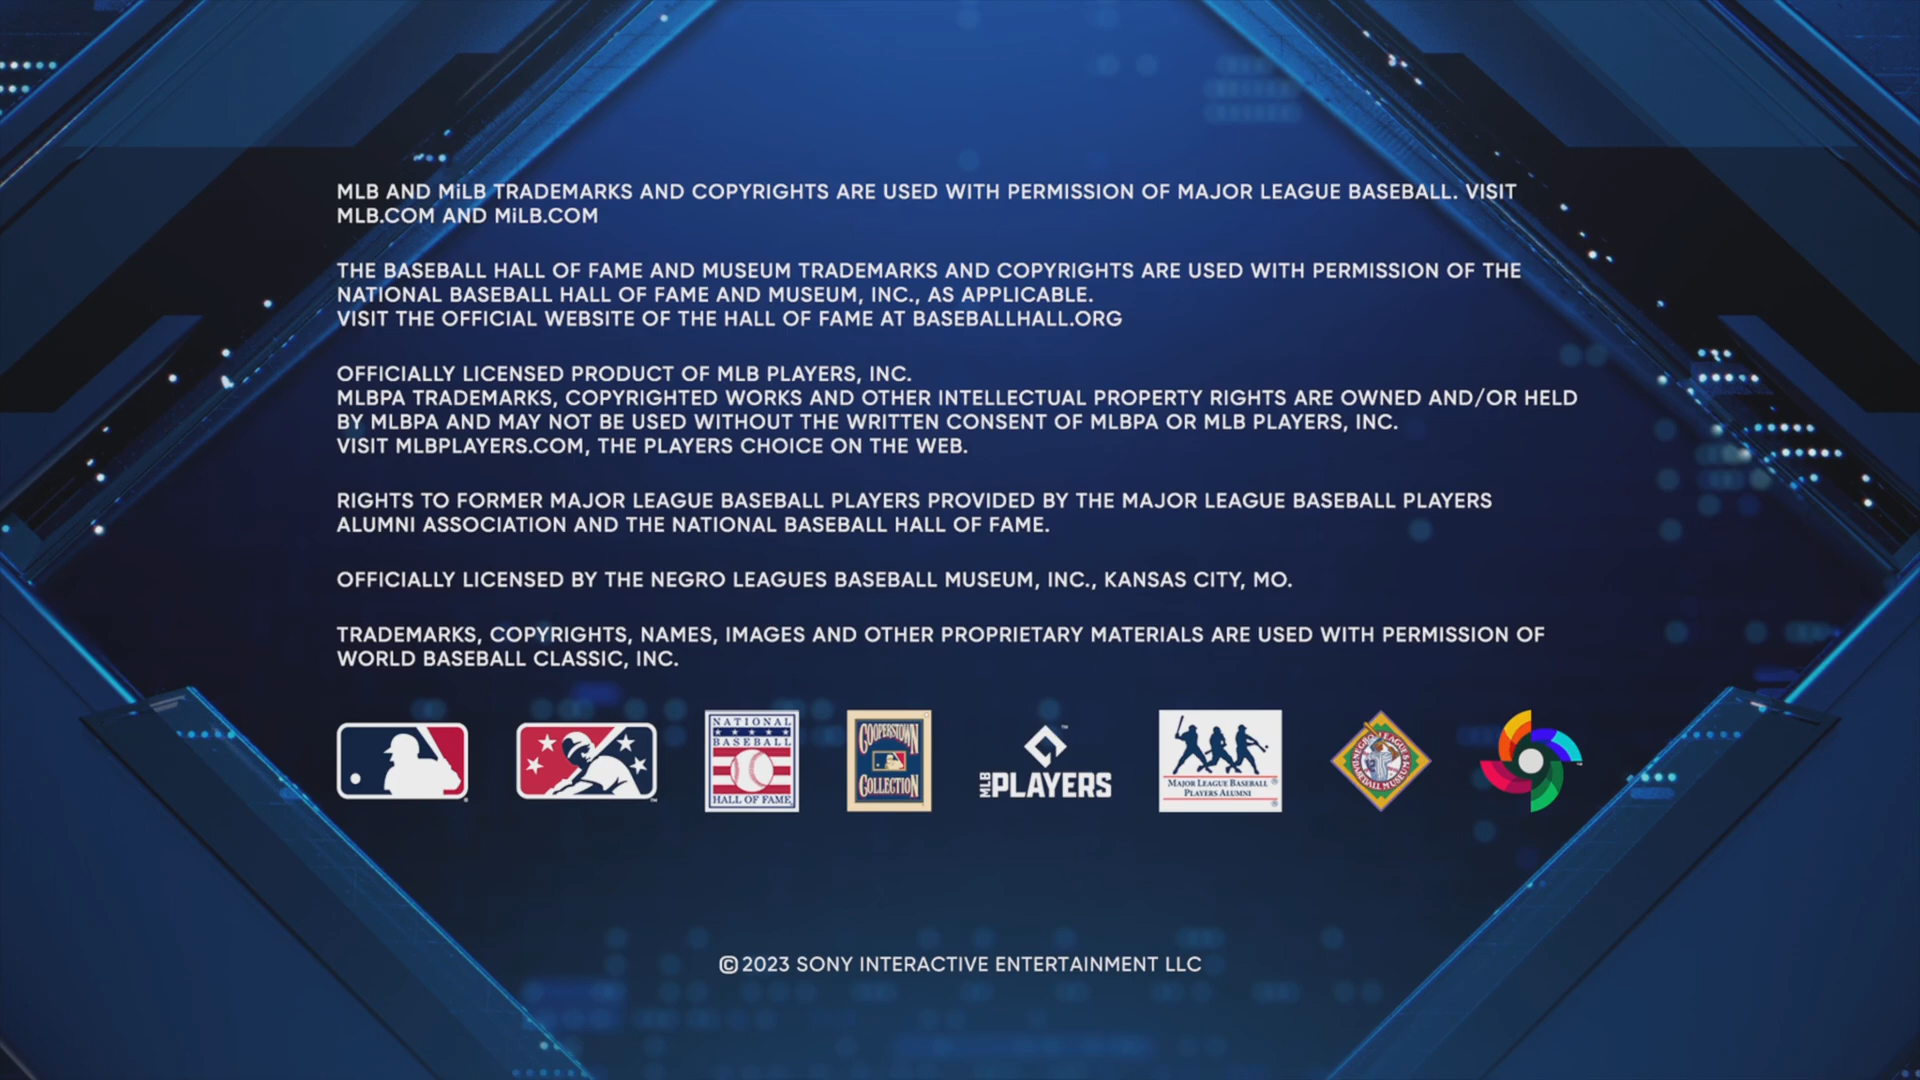 MLB AND MiLB TRADEMARKS AND COPYRIGHTS ARE USED WITH PERMISSION OF MAJOR LEAGUE BASEBALL. VISIT
MLB.COM AND MiLB.COM
THE BASEBALL HALL OF FAME AND MUSEUM TRADEMARKS AND COPYRIGHTS ARE USED WITH PERMISSION OF THE
NATIONAL BASEBALL HALL OF FAME AND MUSEUM, INC., AS APPLICABLE.
VISIT THE OFFICIAL WEBSITE OF THE HALL OF FAME AT BASEBALLHALL.ORG
OFFICIALLY LICENSED PRODUCT OF MLB PLAYERS, INC.
MLBPA TRADEMARKS, COPYRIGHTED WORKS AND OTHER INTELLECTUAL PROPERTY RIGHTS ARE OWNED AND/OR HELD
BY MLBPA AND MAY NOT BE USED WITHOUT THE WRITTEN CONSENT OF MLBPA OR MLB PLAYERS, INC.
VISIT MLBPLAYERS.COM, THE PLAYERS CHOICE ON THE WEB.
RIGHTS TO FORMER MAJOR LEAGUE BASEBALL PLAYERS PROVIDED BY THE MAJOR LEAGUE BASEBALL PLAYERS
ALUMNI ASSOCIATION AND THE NATIONAL BASEBALL HALL OF FAME.
OFFICIALLY LICENSED BY THE NEGRO LEAGUES BASEBALL MUSEUM, INC., KANSAS CITY, MO.
TRADEMARKS, COPYRIGHTS, NAMES, IMAGES AND OTHER PROPRIETARY MATERIALS ARE USED WITH PERMISSION OF
WORLD BASEBALL CLASSIC, INC.
NATIONAL
BASEBALL
HALL OF FAME
COOPERSTOWN
COLLECTION
MLB PLAYERS
MAJOR LEAGUE BASEBALL
PLAYERS ALUMNI
NEGRO LEAGUES
BASEBALL MUSEUM
© 2023 SONY INTERACTIVE ENTERTAINMENT LLC